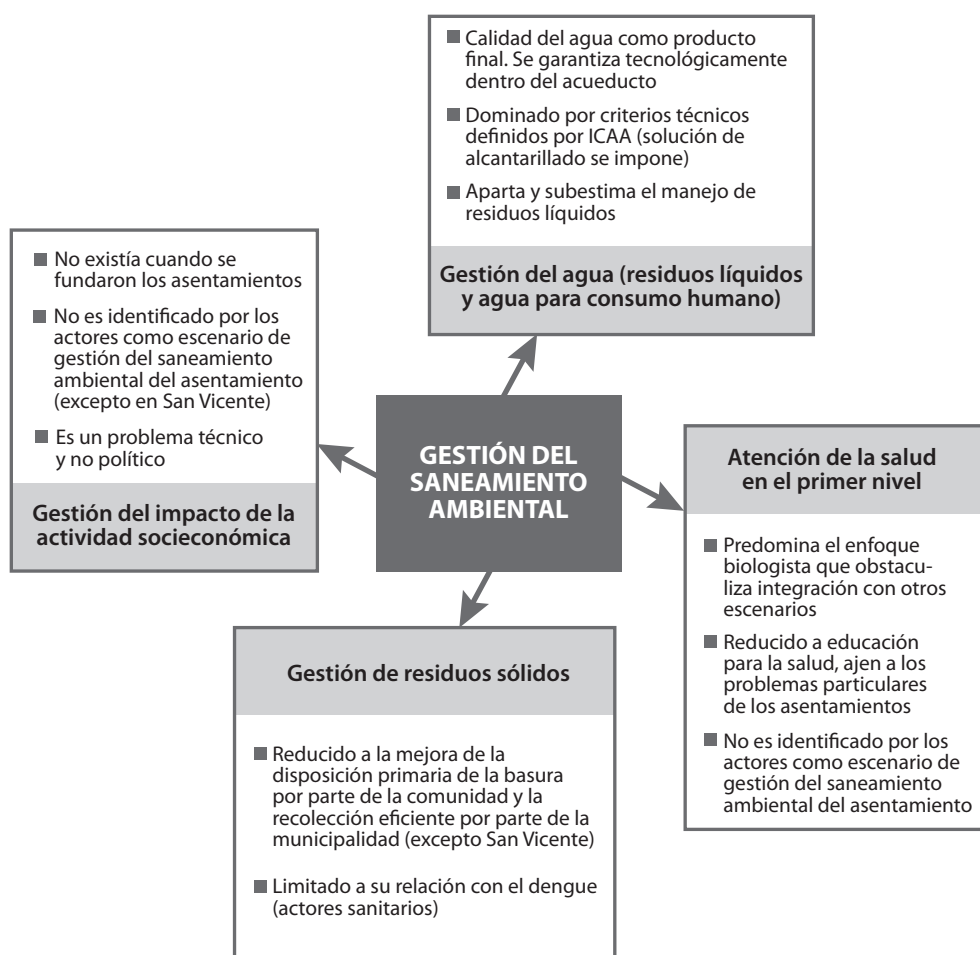 Calidad del agua como producto
final. Se garantiza tecnológicamente
dentro del acueducto
Dominado por criterios técnicos
definidos por ICAA (solución de
alcantarillado se impone)
Aparta y subestima el manejo de
residuos líquidos
Gestión del agua (residuos líquidos
y agua para consumo humano)
No existía cuando se
fundaron los asentamientos
No es identificado por los
actores como escenario de
gestión del saneamiento
ambiental del asentamiento
(excepto en San Vicente)
Es un problema técnico
y no político
Gestión del impacto de la
actividad socieconómica
GESTIÓN DEL
SANEAMIENTO
AMBIENTAL
Atención de la salud
en el primer nivel
Predomina el enfoque
biologista que obstacu-
liza integración con otros
escenarios
Reducido a educación
para la salud, ajen a los
problemas particulares
de los asentamientos
No es identificado por los
actores como escenario de
gestión del saneamiento
ambiental del asentamiento
Gestión de residuos sólidos
Reducido a la mejora de la
disposición primaria de la basura
por parte de la comunidad y la
recolección eficiente por parte de la
municipalidad (excepto San Vicente)
Limitado a su relación con el dengue
(actores sanitarios)